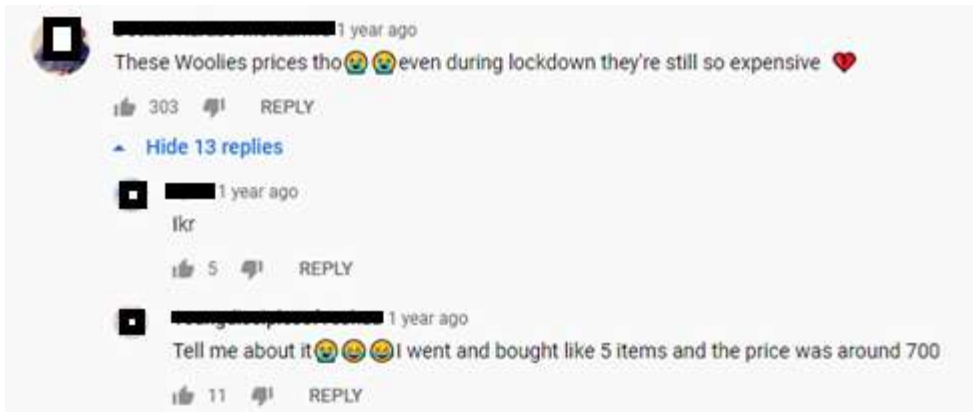 1 year ago
These Woolies prices tho😭😭even during lockdown they're still so expensive 💔
303 REPLY
Hide 13 replies
1 year ago
Ikr
5 REPLY
1 year ago
Tell me about it😭😂😂I went and bought like 5 items and the price was around 700
11 REPLY